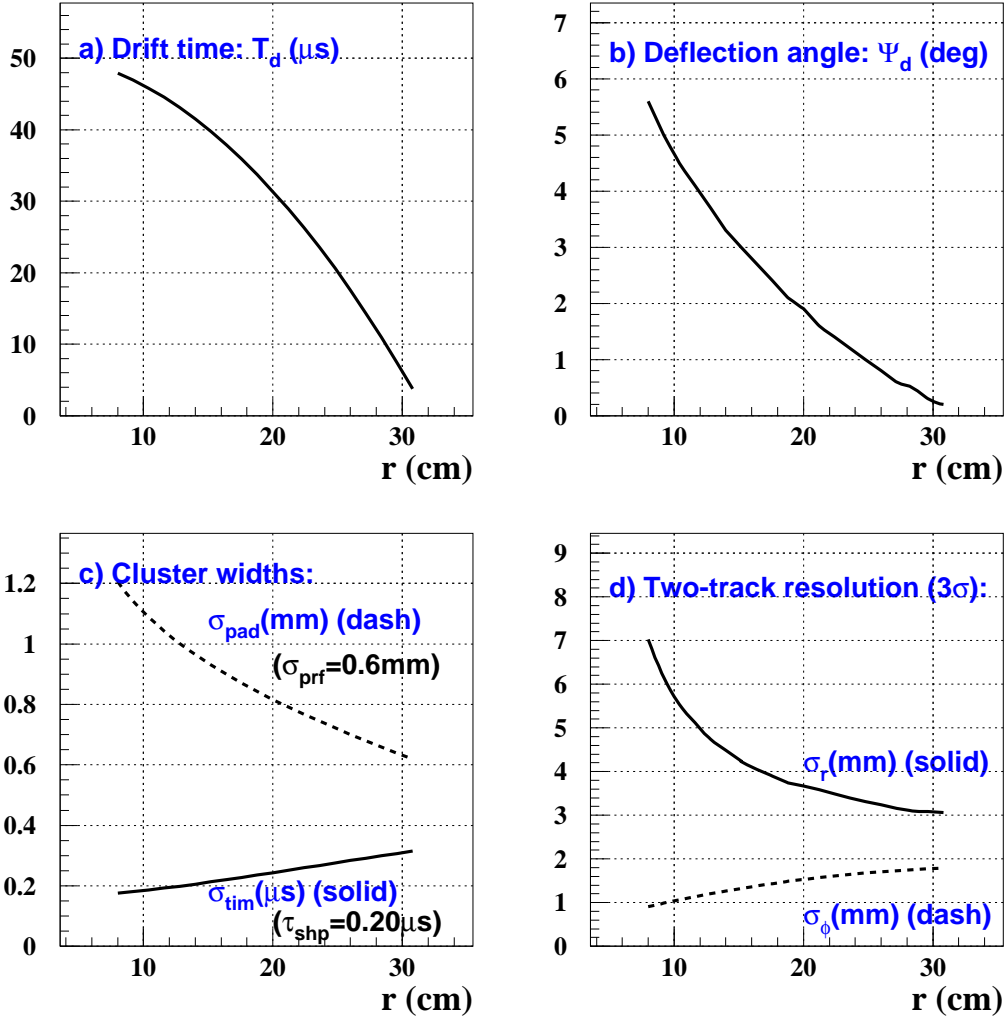 a) Drift time: T_d (μs)
50
40
30
20
10
0
10 20 30
r (cm)
b) Deflection angle: Ψ_d (deg)
7
6
5
4
3
2
1
0
10 20 30
r (cm)
c) Cluster widths:
1.2
σ_pad(mm) (dash)
1
(σ_prf=0.6mm)
0.8
0.6
0.4
0.2
σ_tim(μs) (solid)
(τ_shp=0.20μs)
0
10 20 30
r (cm)
9
d) Two-track resolution (3σ):
8
7
6
5
4
σ_r(mm) (solid)
3
2
1
σ_ϕ(mm) (dash)
0
10 20 30
r (cm)